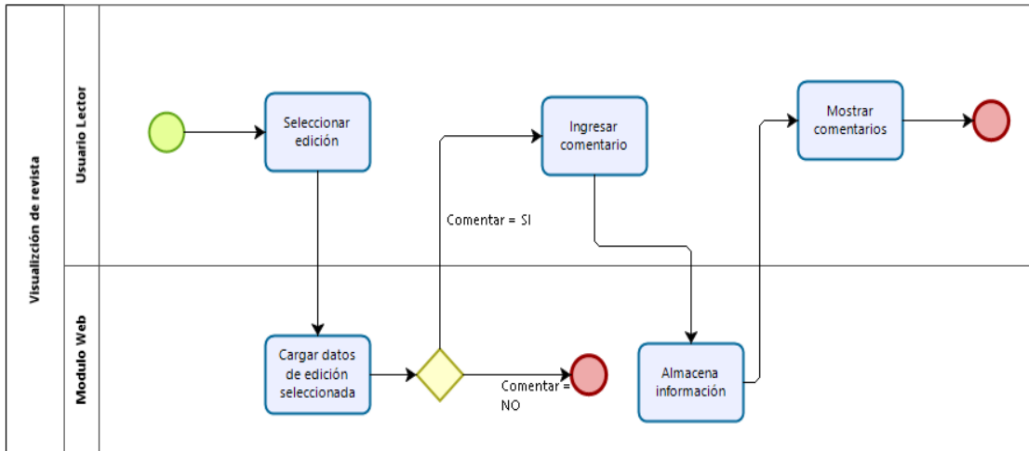 Visualizción de revista
Usuario Lector
Seleccionar
edición
Ingresar
comentario
Mostrar
comentarios
Comentar = SI
Modulo Web
Cargar datos
de edición
seleccionada
Comentar =
NO
Almacena
información